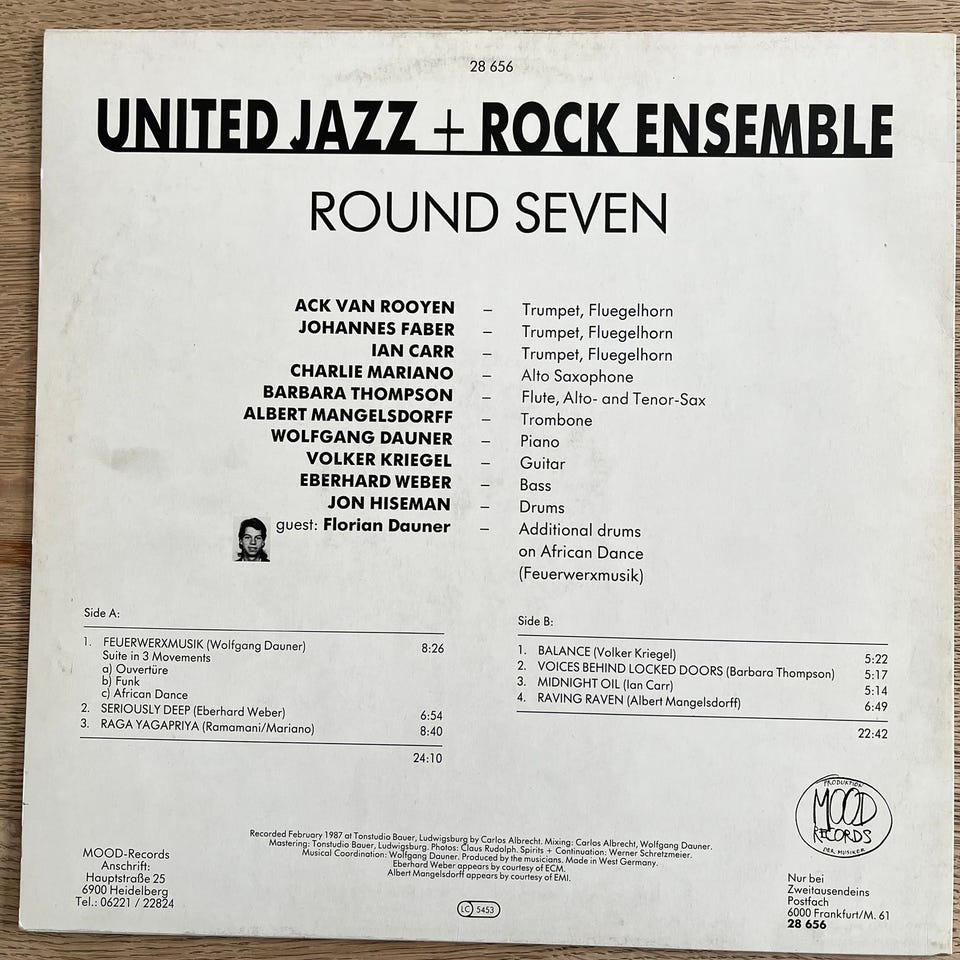 28 656
UNITED JAZZ + ROCK ENSEMBLE
ROUND SEVEN
ACK VAN ROOYEN – Trumpet, Fluegelhorn
JOHANNES FABER – Trumpet, Fluegelhorn
IAN CARR – Trumpet, Fluegelhorn
CHARLIE MARIANO – Alto Saxophone
BARBARA THOMPSON – Flute, Alto- and Tenor-Sax
ALBERT MANGELSDORFF – Trombone
WOLFGANG DAUNER – Piano
VOLKER KRIEGEL – Guitar
EBERHARD WEBER – Bass
JON HISEMAN – Drums
guest: Florian Dauner – Additional drums
on African Dance
(Feuerwerxmusik)
Side A:
1. FEUERWERXMUSIK (Wolfgang Dauner) 8:26
Suite in 3 Movements
a) Ouvertüre
b) Funk
c) African Dance
2. SERIOUSLY DEEP (Eberhard Weber) 6:54
3. RAGA YAGAPRIYA (Ramamani/Mariano) 8:40
24:10
Side B:
1. BALANCE (Volker Kriegel) 5:22
2. VOICES BEHIND LOCKED DOORS (Barbara Thompson) 5:17
3. MIDNIGHT OIL (Ian Carr) 5:14
4. RAVING RAVEN (Albert Mangelsdorff) 6:49
22:42
PRODUKTION
MOOD
RECORDS
DER MUSIKER
Recorded February 1987 at Tonstudio Bauer, Ludwigsburg by Carlos Albrecht. Mixing: Carlos Albrecht, Wolfgang Dauner.
Mastering: Tonstudio Bauer, Ludwigsburg. Photos: Claus Rudolph. Spirits + Continuation: Werner Schretzmeier.
Musical Coordination: Wolfgang Dauner. Produced by the musicians. Made in West Germany.
Eberhard Weber appears by courtesy of ECM.
Albert Mangelsdorff appears by courtesy of EMI.
MOOD-Records
Anschrift:
Hauptstraße 25
6900 Heidelberg
Tel.: 06221 / 22824
LC 5453
Nur bei
Zweitausendeins
Postfach
6000 Frankfurt/M. 61
28 656